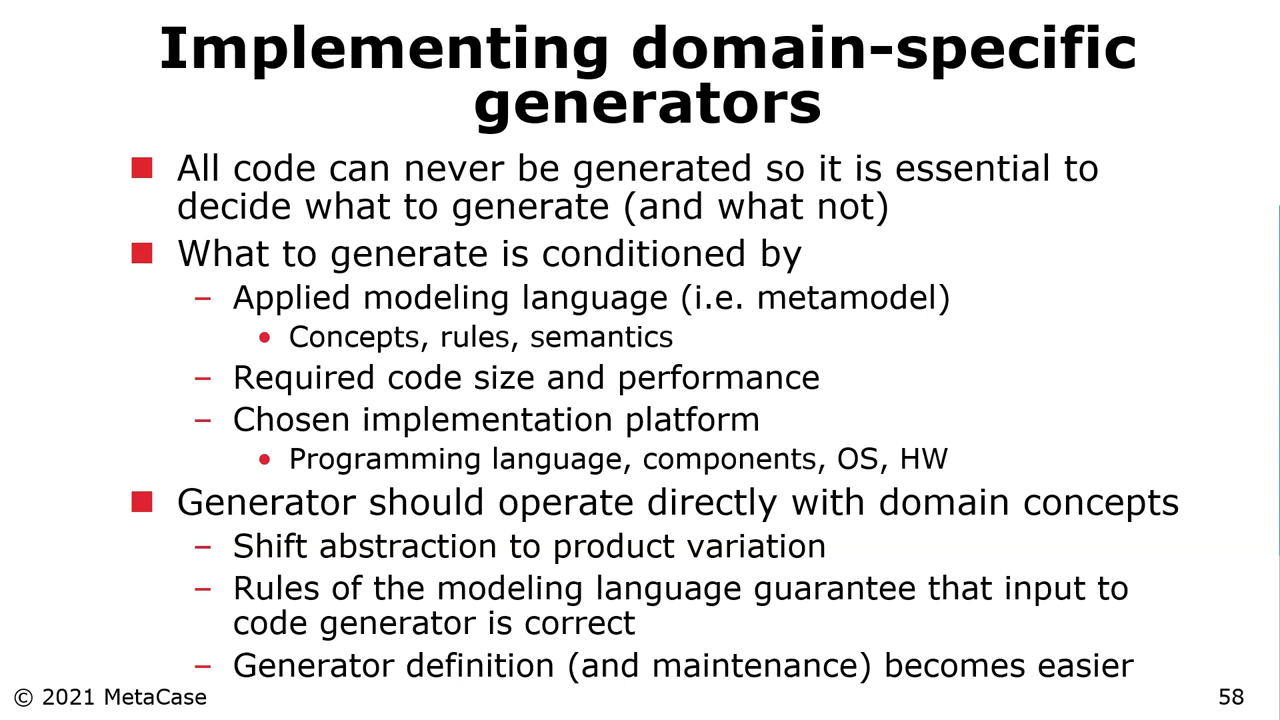 Implementing domain-specific
generators
All code can never be generated so it is essential to
decide what to generate (and what not)
What to generate is conditioned by
– Applied modeling language (i.e. metamodel)
• Concepts, rules, semantics
– Required code size and performance
– Chosen implementation platform
• Programming language, components, OS, HW
Generator should operate directly with domain concepts
– Shift abstraction to product variation
– Rules of the modeling language guarantee that input to
code generator is correct
– Generator definition (and maintenance) becomes easier
© 2021 MetaCase
58